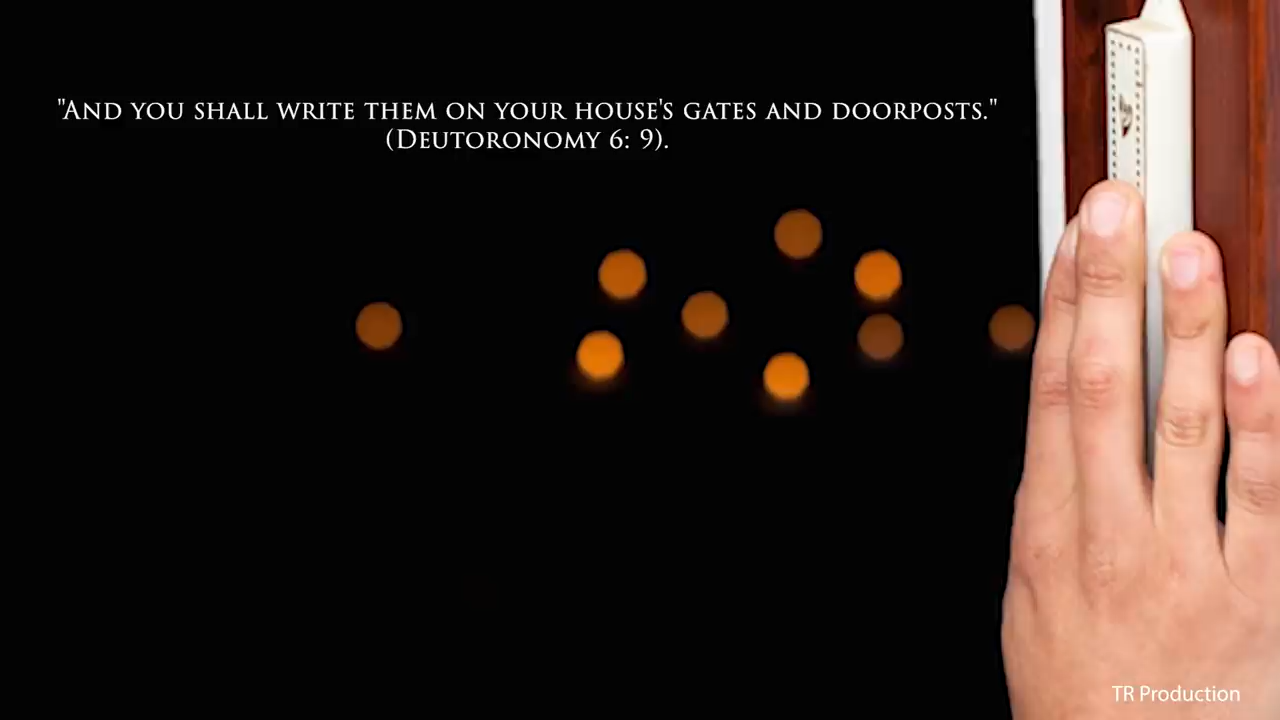 "And you shall write them on your house's gates and doorposts."
(Deutoronomy 6: 9).
ש
TR Production